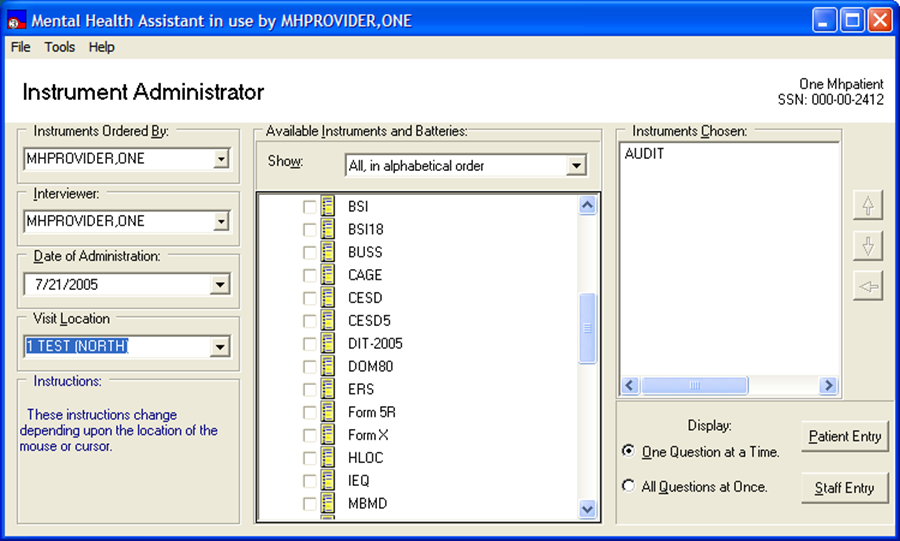 Mental Health Assistant in use by MHPROVIDER,ONE
File Tools Help
Instrument Administrator
One Mhpatient
SSN: 000-00-2412
Instruments Ordered By:
MHPROVIDER,ONE
Interviewer:
MHPROVIDER,ONE
Date of Administration:
7/21/2005
Visit Location
1 TEST (NORTH)
Instructions:
These instructions change
depending upon the location of the
mouse or cursor.
Available Instruments and Batteries:
Show:
All, in alphabetical order
BSI
BSI18
BUSS
CAGE
CESD
CESD5
DIT-2005
DOM80
ERS
Form 5R
Form X
HLOC
IEQ
MBMD
Instruments Chosen:
AUDIT
Display:
One Question at a Time.
All Questions at Once.
Patient Entry
Staff Entry